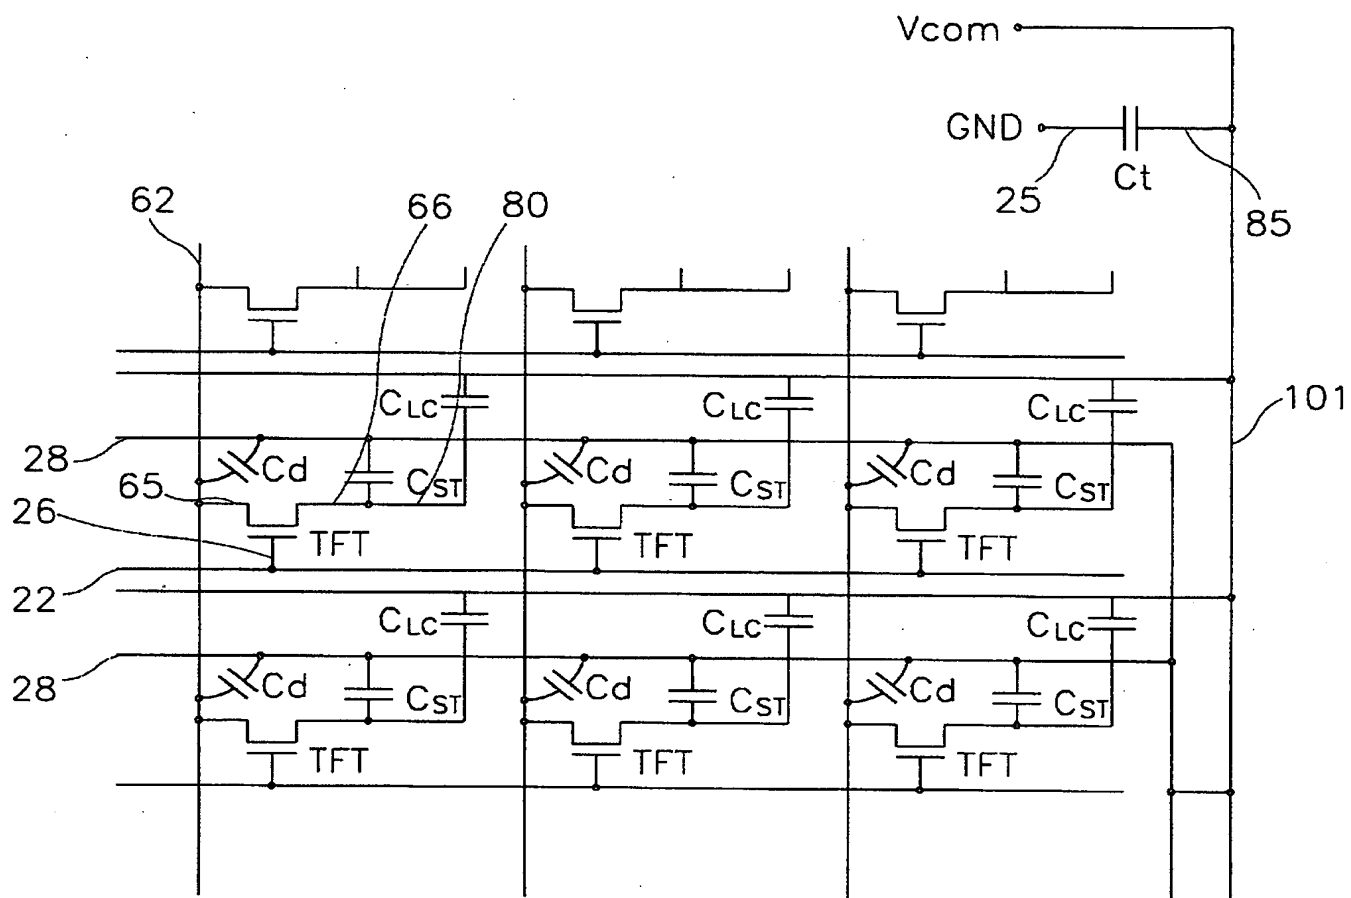 Vcom
GND
Ct
25
85
62
66
80
CLC CLC CLC
101
28
Cd Cd Cd
65
CST CST CST
26
TFT TFT TFT
22
CLC CLC CLC
28
Cd Cd Cd
CST CST CST
TFT TFT TFT